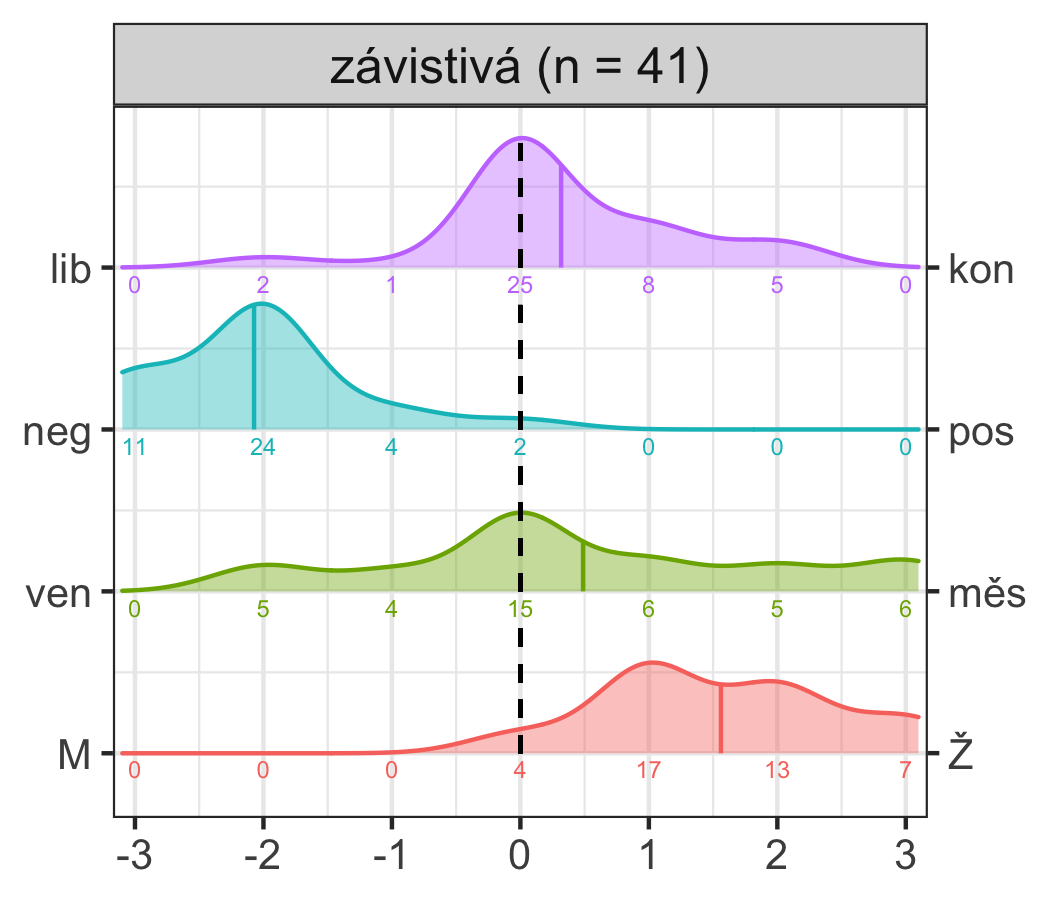 závistivá (n = 41)
lib kon
0 2 1 25 8 5 0
neg pos
11 24 4 2 0 0 0
ven měs
0 5 4 15 6 5 6
M Ž
0 0 0 4 17 13 7
-3 -2 -1 0 1 2 3